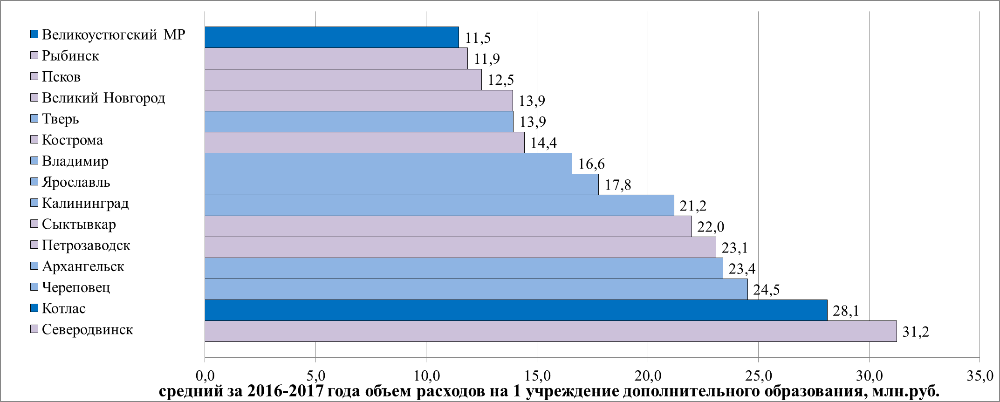 Великоустюгский МР 11,5
Рыбинск 11,9
Псков 12,5
Великий Новгород 13,9
Тверь 13,9
Кострома 14,4
Владимир 16,6
Ярославль 17,8
Калининград 21,2
Сыктывкар 22,0
Петрозаводск 23,1
Архангельск 23,4
Череповец 24,5
Котлас 28,1
Северодвинск 31,2
0,0 5,0 10,0 15,0 20,0 25,0 30,0 35,0
средний за 2016-2017 года объем расходов на 1 учреждение дополнительного образования, млн.руб.